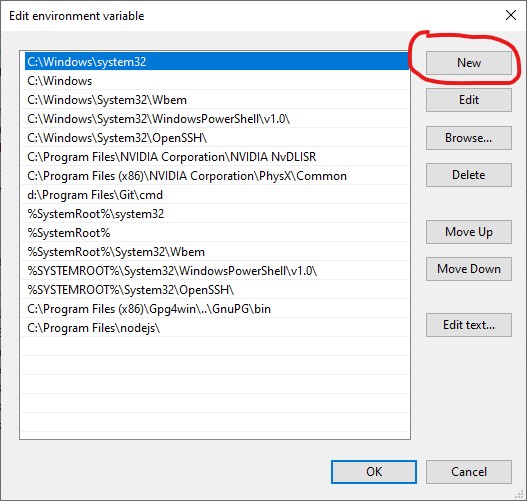 Edit environment variable
C:\Windows\system32
C:\Windows
C:\Windows\System32\Wbem
C:\Windows\System32\WindowsPowerShell\v1.0\
C:\Windows\System32\OpenSSH\
C:\Program Files\NVIDIA Corporation\NVIDIA NvDLISR
C:\Program Files (x86)\NVIDIA Corporation\PhysX\Common
d:\Program Files\Git\cmd
%SystemRoot%\system32
%SystemRoot%
%SystemRoot%\System32\Wbem
%SYSTEMROOT%\System32\WindowsPowerShell\v1.0\
%SYSTEMROOT%\System32\OpenSSH\
C:\Program Files (x86)\Gpg4win\..\GnuPG\bin
C:\Program Files\nodejs\
New
Edit
Browse...
Delete
Move Up
Move Down
Edit text...
OK
Cancel